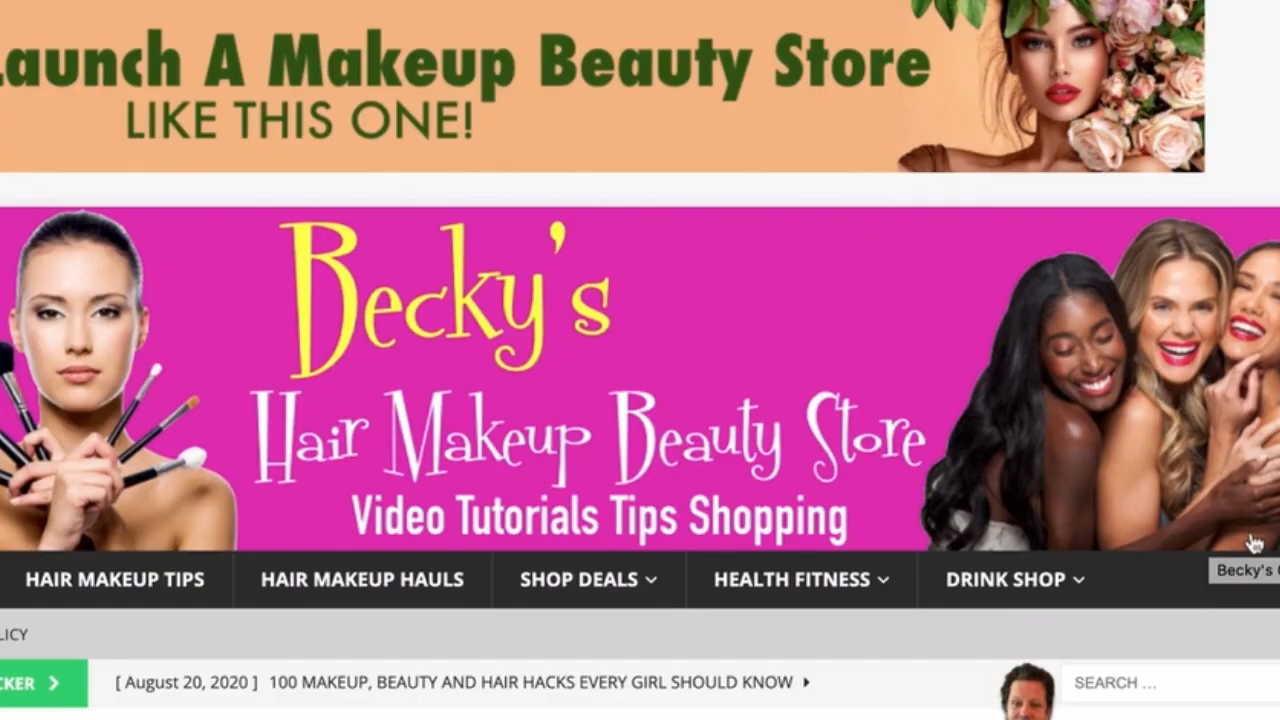 Launch A Makeup Beauty Store
LIKE THIS ONE!
Becky's
Hair Makeup Beauty Store
Video Tutorials Tips Shopping
HAIR MAKEUP TIPS HAIR MAKEUP HAULS SHOP DEALS HEALTH FITNESS DRINK SHOP
Becky's
LICY
CKER [ August 20, 2020 ] 100 MAKEUP, BEAUTY AND HAIR HACKS EVERY GIRL SHOULD KNOW SEARCH ...